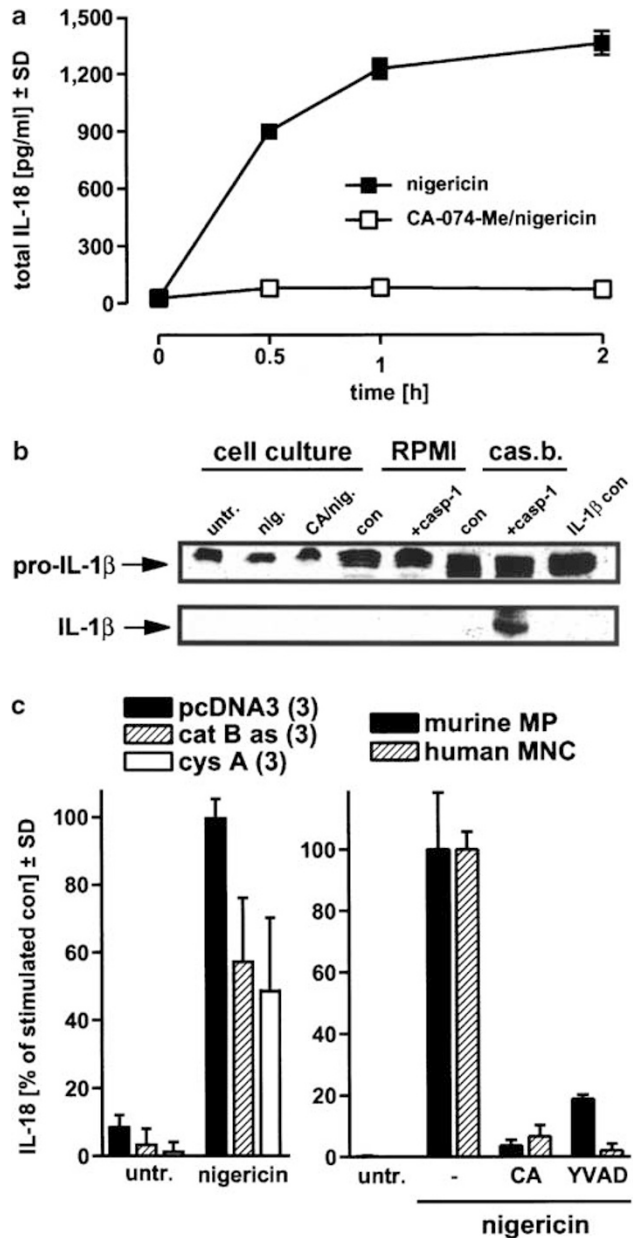 a
total IL-18 [pg/ml] ± SD
1,500
1,200
900
600
300
0
nigericin
CA-074-Me/nigericin
0
0.5
1
2
time [h]
b
cell culture
RPMI
cas.b.
untr.
nig.
CA/nig.
con
+casp-1
con
+casp-1
IL-1β con
pro-IL-1β
IL-1β
c
pcDNA3 (3)
cat B as (3)
cys A (3)
murine MP
human MNC
IL-18 [% of stimulated con] ± SD
100
80
60
40
20
0
untr.
nigericin
100
80
60
40
20
0
untr.
-
CA
YVAD
nigericin